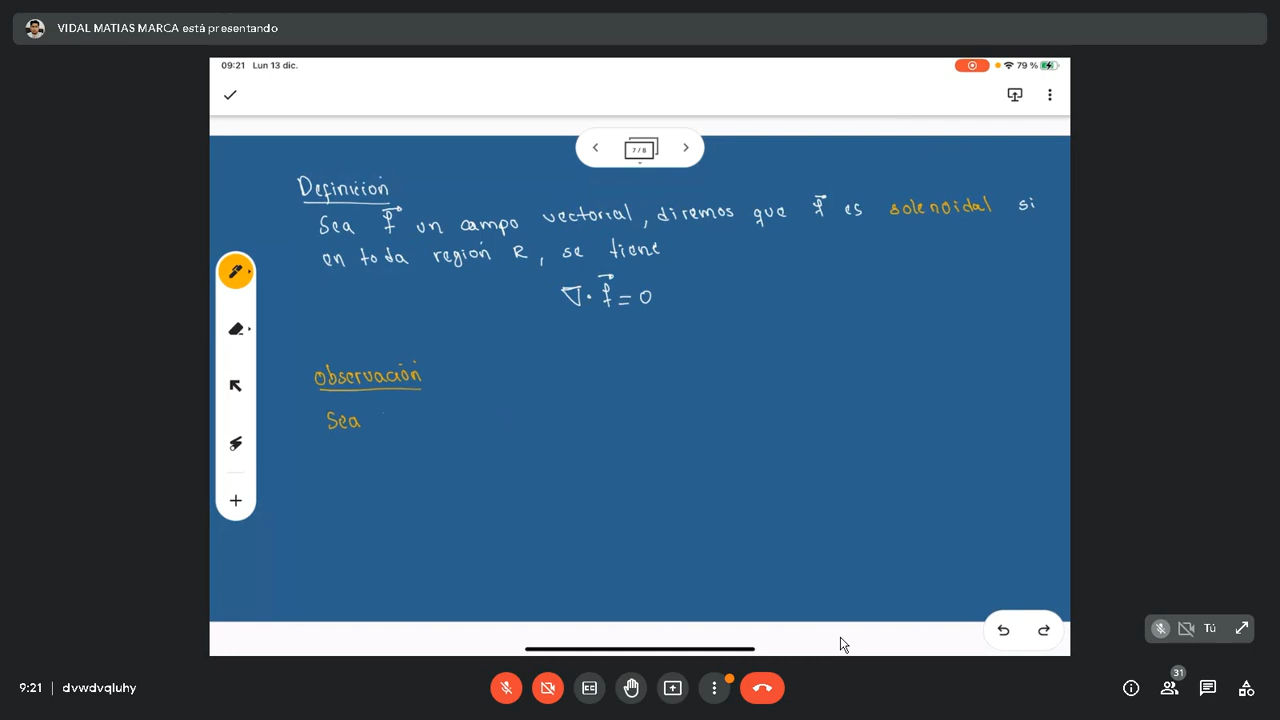 VIDAL MATIAS MARCA está presentando
09:21 Lun 13 dic.
79 %
7/8
Definición
Sea f⃗ un campo vectorial, diremos que f⃗ es solenoidal si
en toda región R, se tiene
∇·f⃗ = 0
Observación
Sea
Tú
31
9:21 | dvwdvqluhy